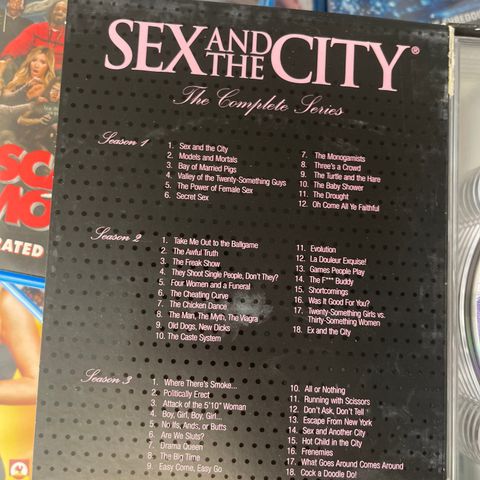 SEX AND THE CITY®
The Complete Series
Season 1
1. Sex and the City
2. Models and Mortals
3. Bay of Married Pigs
4. Valley of the Twenty-Something Guys
5. The Power of Female Sex
6. Secret Sex
7. The Monogamists
8. Three's a Crowd
9. The Turtle and the Hare
10. The Baby Shower
11. The Drought
12. Oh Come All Ye Faithful
Season 2
1. Take Me Out to the Ballgame
2. The Awful Truth
3. The Freak Show
4. They Shoot Single People, Don't They?
5. Four Women and a Funeral
6. The Cheating Curve
7. The Chicken Dance
8. The Man, The Myth, The Viagra
9. Old Dogs, New Dicks
10. The Caste System
11. Evolution
12. La Douleur Exquise!
13. Games People Play
14. The F*** Buddy
15. Shortcomings
16. Was It Good For You?
17. Twenty-Something Girls vs.
Thirty-Something Women
18. Ex and the City
Season 3
1. Where There's Smoke...
2. Politically Erect
3. Attack of the 5'10" Woman
4. Boy, Girl, Boy, Girl...
5. No Ifs, Ands, or Butts
6. Are We Sluts?
7. Drama Queen
8. The Big Time
9. Easy Come, Easy Go
10. All or Nothing
11. Running with Scissors
12. Don't Ask, Don't Tell
13. Escape From New York
14. Sex and Another City
15. Hot Child in the City
16. Frenemies
17. What Goes Around Comes Around
18. Cock a Doodle Do!
SC
MO
RATED